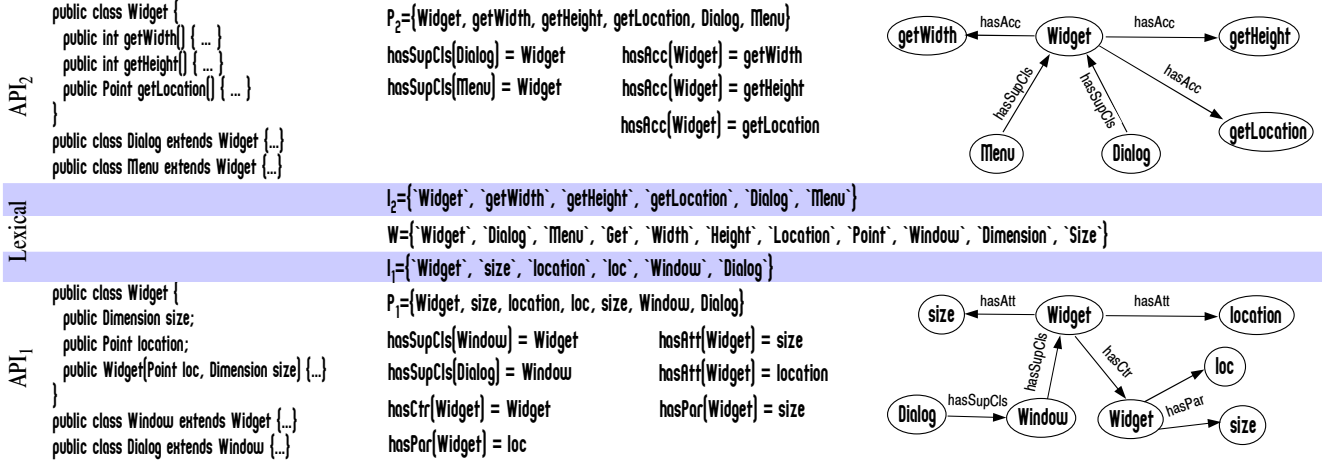 API2
public class Widget {
public int getWidth() { ... }
public int getHeight() { ... }
public Point getLocation() { ... }
}
public class Dialog extends Widget {...}
public class Menu extends Widget {...}
P2={Widget, getWidth, getHeight, getLocation, Dialog, Menu}
hasSupCls(Dialog) = Widget hasAcc(Widget) = getWidth
hasSupCls(Menu) = Widget hasAcc(Widget) = getHeight
hasAcc(Widget) = getLocation
getWidth hasAcc Widget hasAcc getHeight
hasSupCls hasSupCls hasAcc
Menu Dialog getLocation
Lexical
I2={`Widget`, `getWidth`, `getHeight`, `getLocation`, `Dialog`, `Menu`}
W={`Widget`, `Dialog`, `Menu`, `Get`, `Width`, `Height`, `Location`, `Point`, `Window`, `Dimension`, `Size`}
I1={`Widget`, `size`, `location`, `loc`, `Window`, `Dialog`}
API1
public class Widget {
public Dimension size;
public Point location;
public Widget(Point loc, Dimension size) {...}
}
public class Window extends Widget {...}
public class Dialog extends Window {...}
P1={Widget, size, location, loc, size, Window, Dialog}
hasSupCls(Window) = Widget hasAtt(Widget) = size
hasSupCls(Dialog) = Window hasAtt(Widget) = location
hasCtr(Widget) = Widget hasPar(Widget) = size
hasPar(Widget) = loc
size hasAtt Widget hasAtt location
hasSupCls hasCtr loc
Dialog hasSupCls Window Widget hasPar size